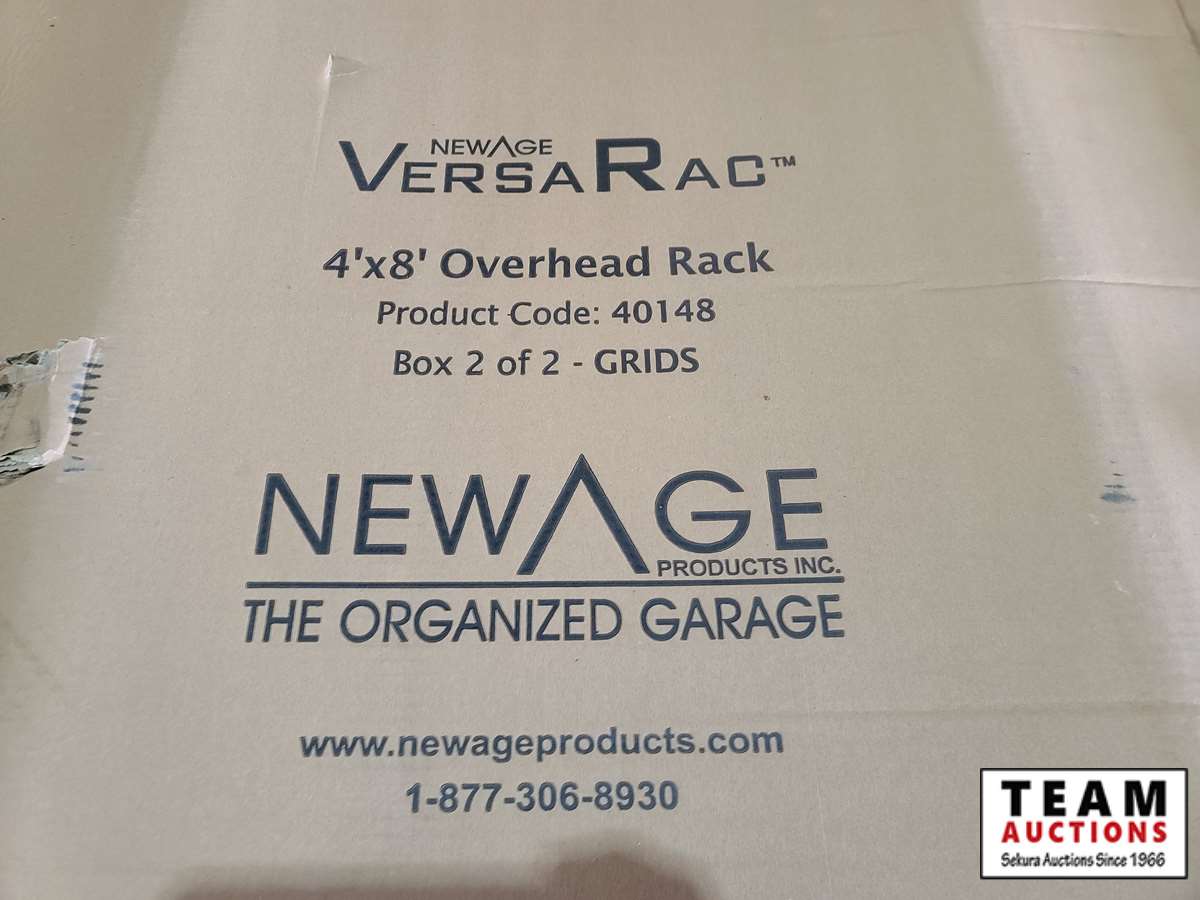 NEWAGE
VERSARAC™
4'x8' Overhead Rack
Product Code: 40148
Box 2 of 2 - GRIDS
NEWAGE
PRODUCTS INC.
THE ORGANIZED GARAGE
www.newageproducts.com
1-877-306-8930
TEAM
AUCTIONS
Sekura Auctions Since 1966